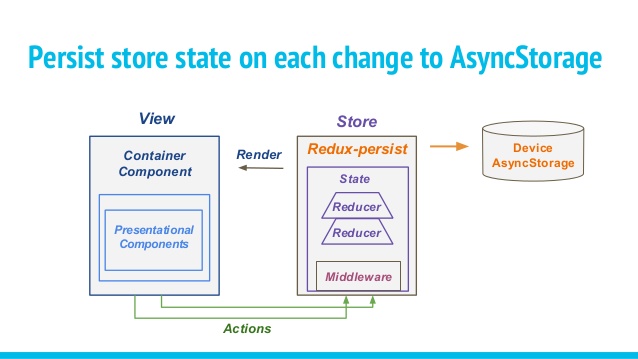 Persist store state on each change to AsyncStorage
View
Container
Component
Presentational
Components
Render
Store
Redux-persist
State
Reducer
Reducer
Middleware
Device
AsyncStorage
Actions